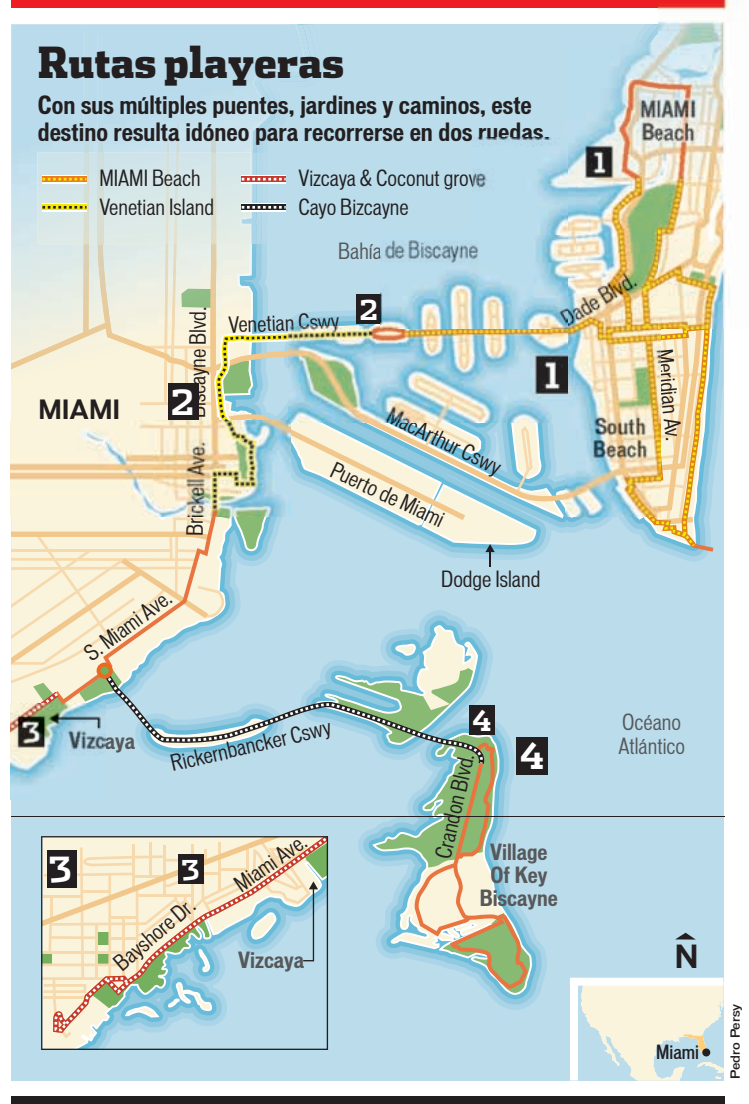 Rutas playeras
Con sus múltiples puentes, jardines y caminos, este
destino resulta idóneo para recorrerse en dos ruedas.
MIAMI Beach
Vizcaya & Coconut grove
Venetian Island
Cayo Bizcayne
MIAMI
Beach
1
Bahía de Biscayne
Dade Blvd.
2
Venetian Cswy
Biscayne Blvd.
1
Meridian Av.
2
MIAMI
MacArthur Cswy
South
Beach
Brickell Ave.
Puerto de Miami
Dodge Island
S. Miami Ave.
3
Vizcaya
Rickernbancker Cswy
4
4
Océano
Atlántico
Crandon Blvd.
Village
Of Key
Biscayne
3
3
Miami Ave.
Bayshore Dr.
Vizcaya
N
Miami
Pedro Persy